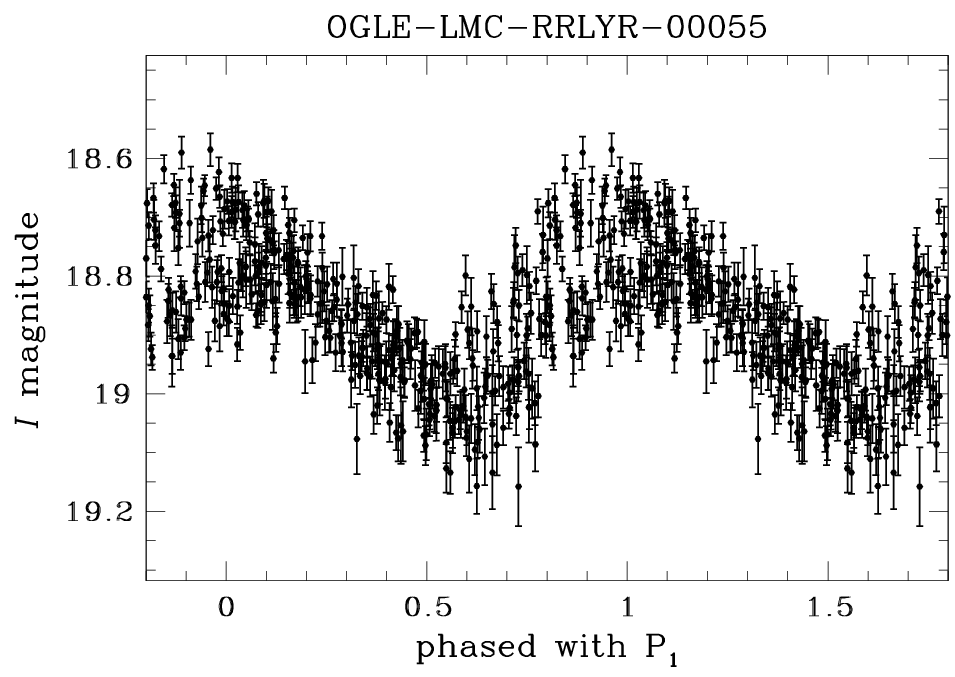 OGLE-LMC-RRLYR-00055
18.6
18.8
19
19.2
I magnitude
0 0.5 1 1.5
phased with P₁